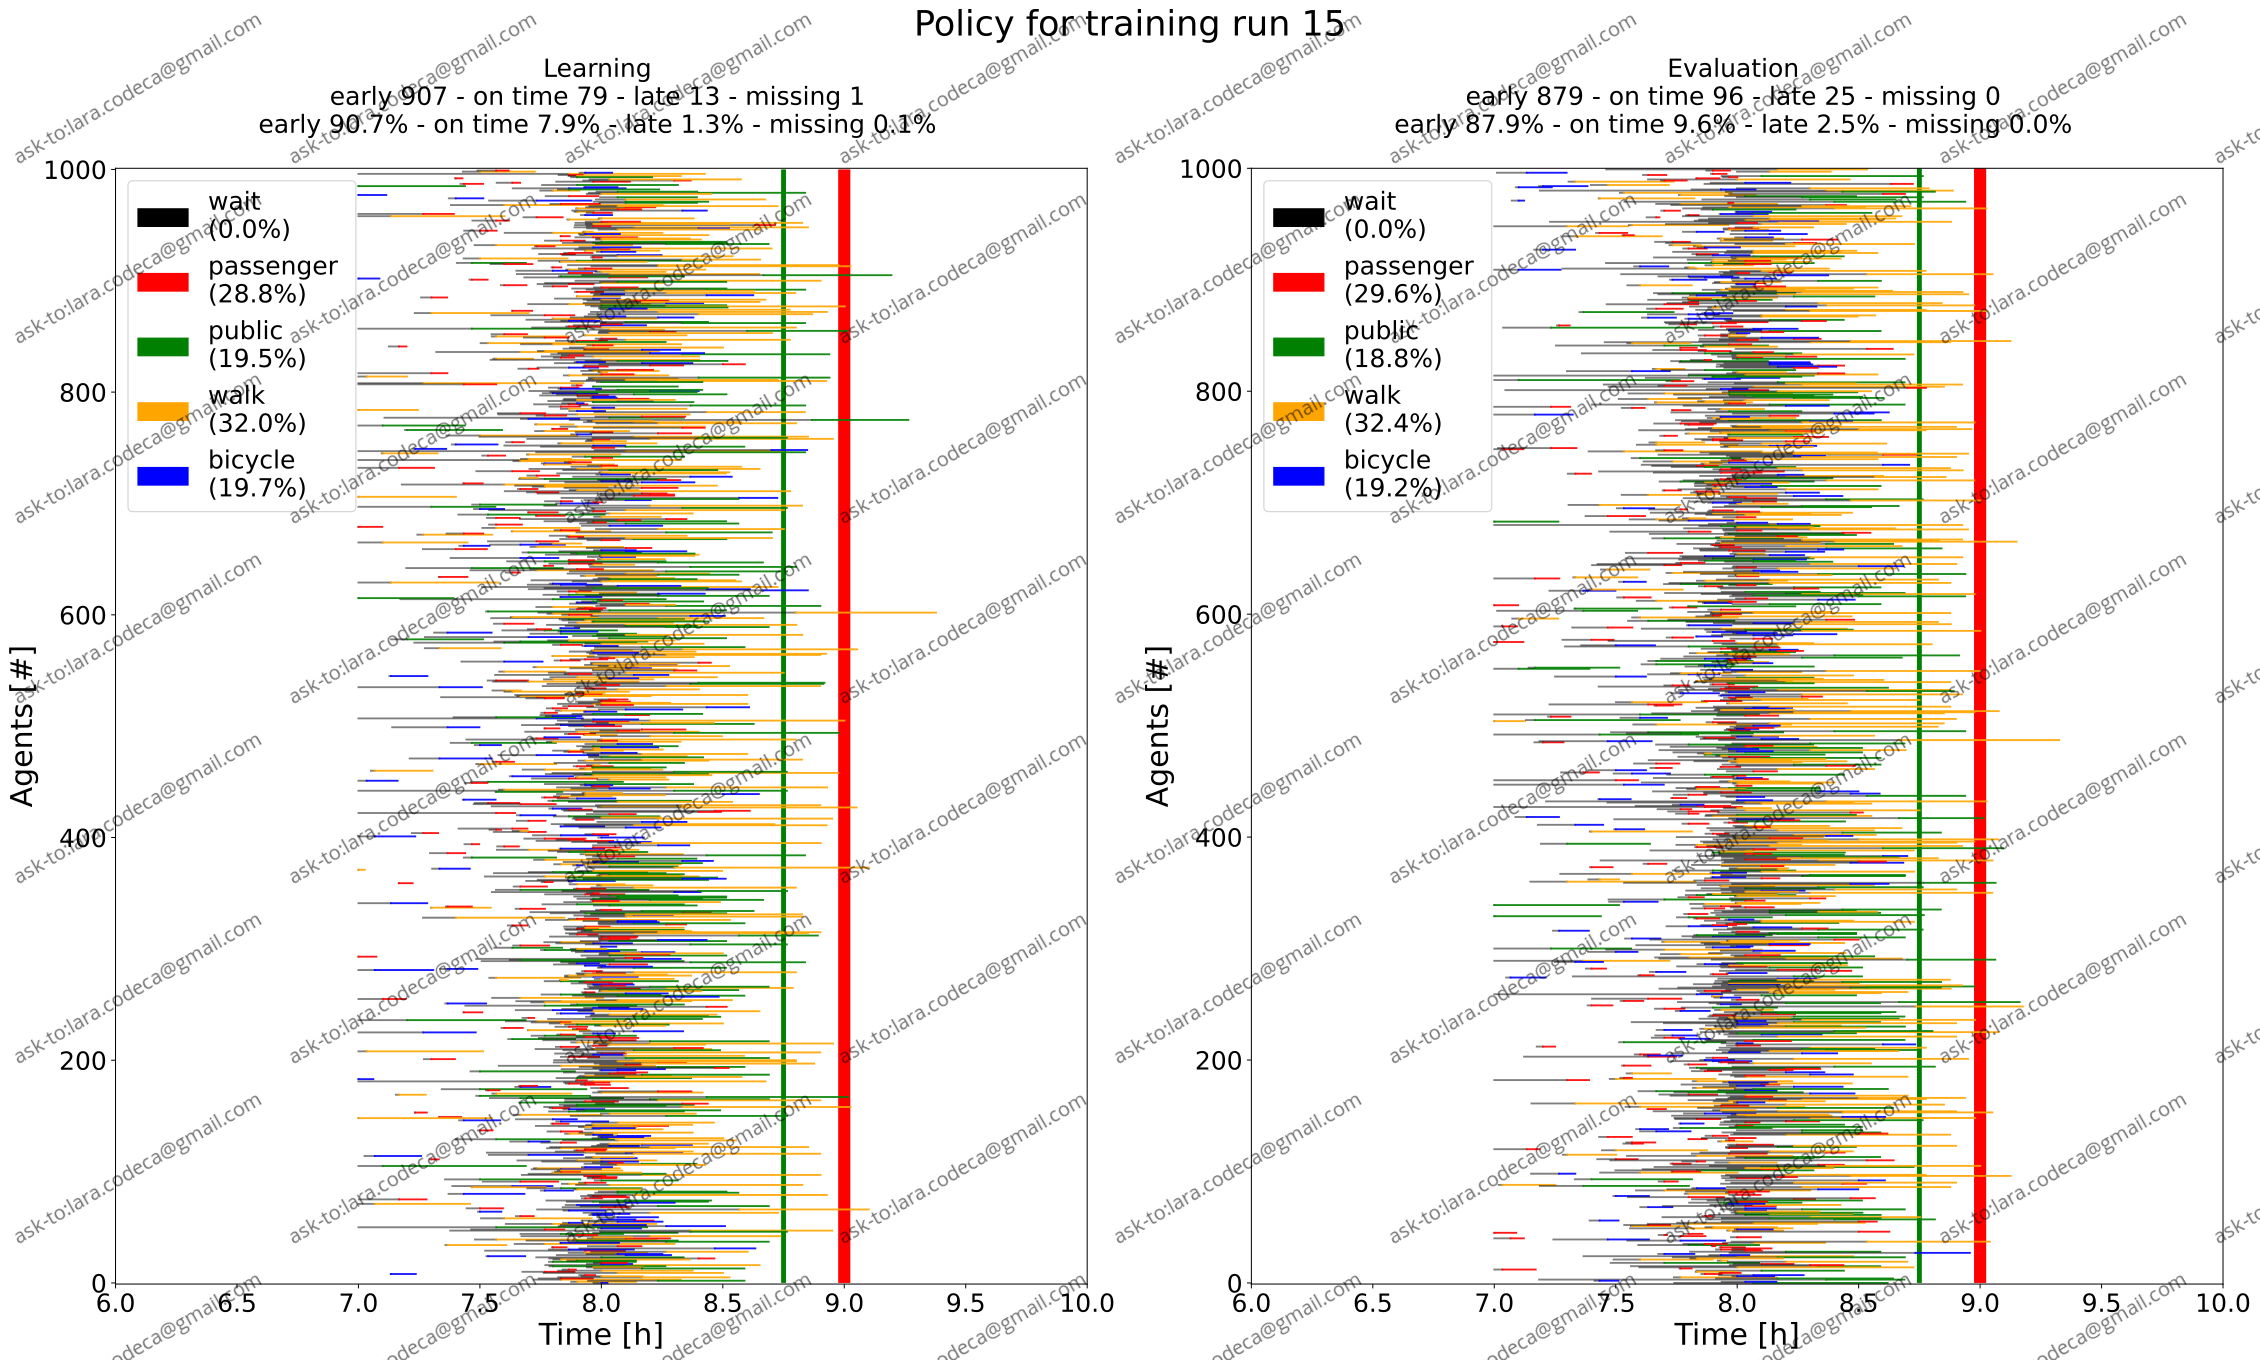 Policy for training run 15
Learning
early 907 - on time 79 - late 13 - missing 1
early 90.7% - on time 7.9% - late 1.3% - missing 0.1%
1000
800
600
400
200
0
Agents [#]
wait
(0.0%)
passenger
(28.8%)
public
(19.5%)
walk
(32.0%)
bicycle
(19.7%)
6.0 6.5 7.0 7.5 8.0 8.5 9.0 9.5 10.0
Time [h]
Evaluation
early 879 - on time 96 - late 25 - missing 0
early 87.9% - on time 9.6% - late 2.5% - missing 0.0%
1000
800
600
400
200
0
Agents [#]
wait
(0.0%)
passenger
(29.6%)
public
(18.8%)
walk
(32.4%)
bicycle
(19.2%)
6.0 6.5 7.0 7.5 8.0 8.5 9.0 9.5 10.0
Time [h]
ask-to:lara.codeca@gmail.com